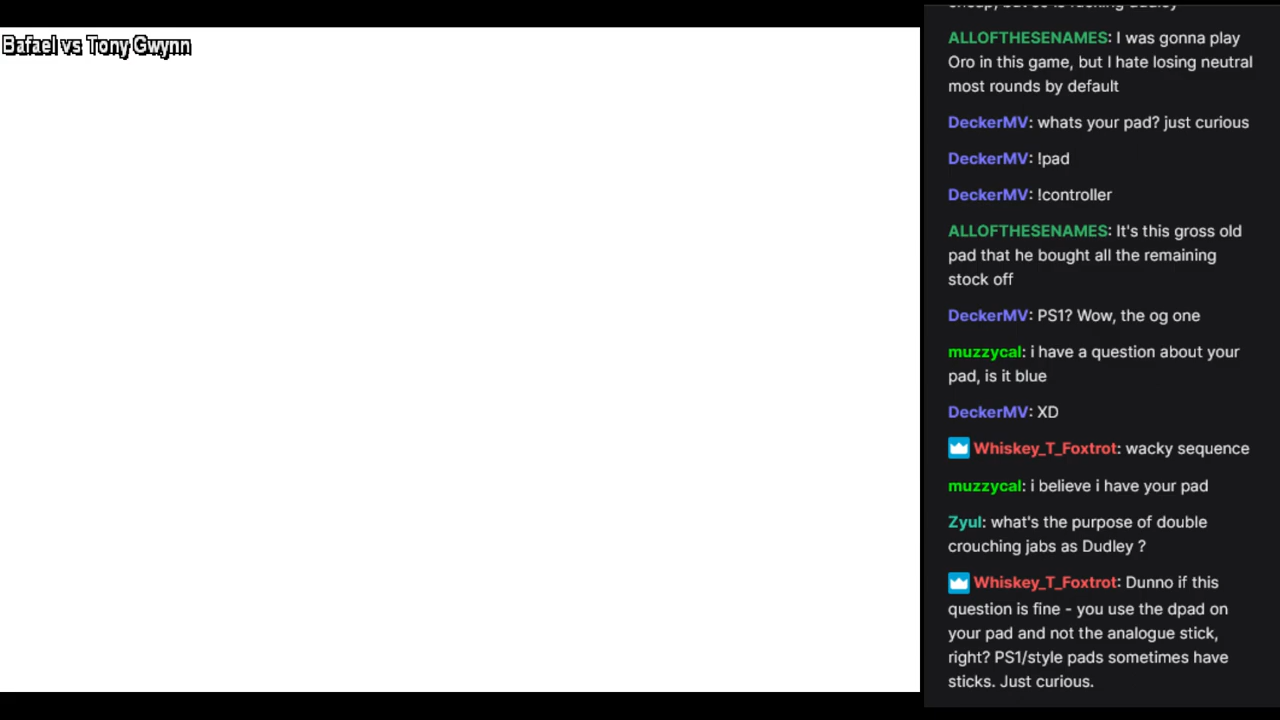 Bafael vs Tony Gwynn
ALLOFTHESENAMES: I was gonna play
Oro in this game, but I hate losing neutral
most rounds by default
DeckerMV: whats your pad? just curious
DeckerMV: !pad
DeckerMV: !controller
ALLOFTHESENAMES: It's this gross old
pad that he bought all the remaining
stock off
DeckerMV: PS1? Wow, the og one
muzzycal: i have a question about your
pad, is it blue
DeckerMV: XD
Whiskey_T_Foxtrot: wacky sequence
muzzycal: i believe i have your pad
Zyul: what's the purpose of double
crouching jabs as Dudley ?
Whiskey_T_Foxtrot: Dunno if this
question is fine - you use the dpad on
your pad and not the analogue stick,
right? PS1/style pads sometimes have
sticks. Just curious.